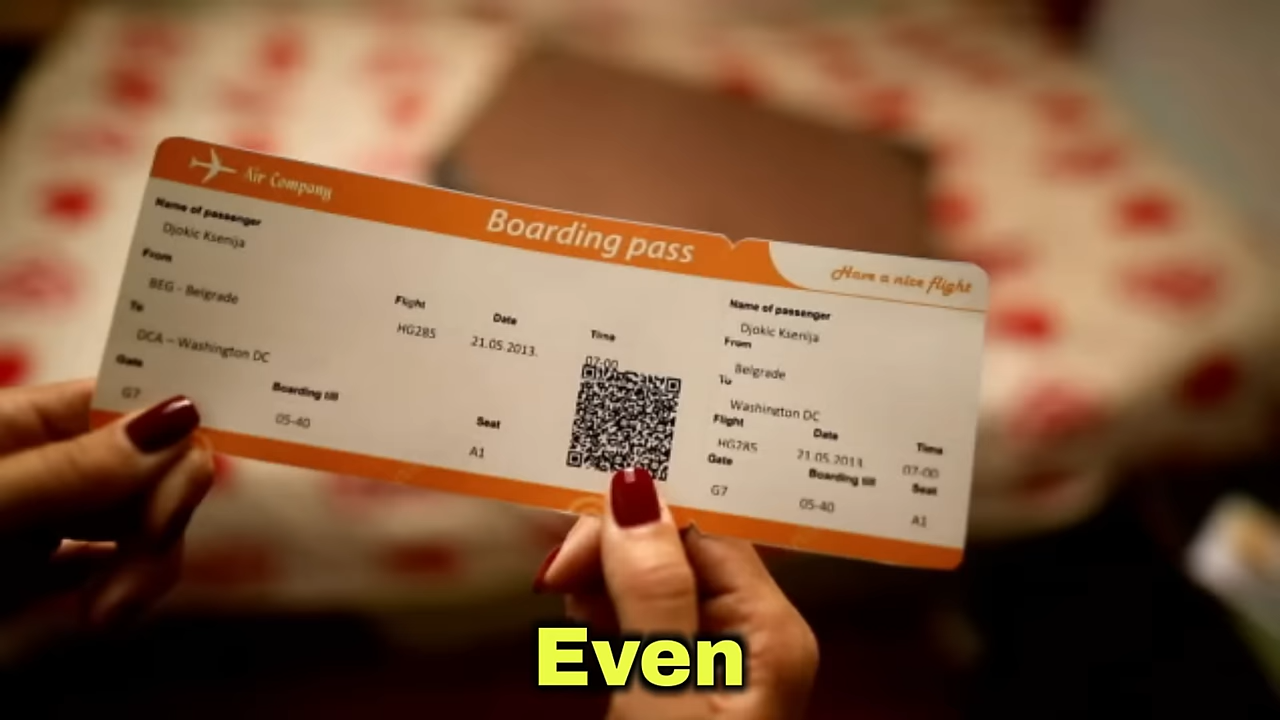 Air Company
Boarding pass
Have a nice flight
Name of passenger
Djokic Ksenija
From
BEG - Belgrade
To
DCA – Washington DC
Gate
G7
Boarding till
05-40
Flight
HG285
Date
21.05.2013.
Time
07-00
Seat
A1
Name of passenger
Djokic Ksenija
From
Belgrade
To
Washington DC
Flight
HG285
Date
21.05.2013.
Time
07-00
Gate
G7
Boarding till
05-40
Seat
A1
Even